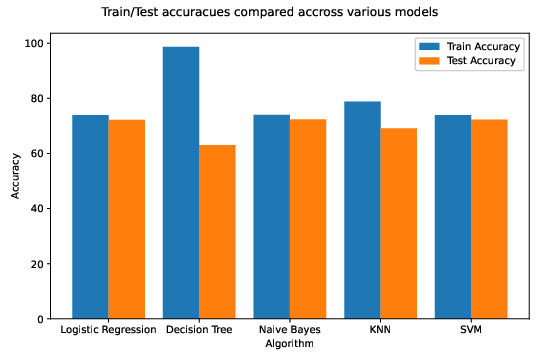 Train/Test accuracues compared accross various models
Train Accuracy
Test Accuracy
100
80
60
40
20
0
Accuracy
Logistic Regression Decision Tree Naive Bayes KNN SVM
Algorithm